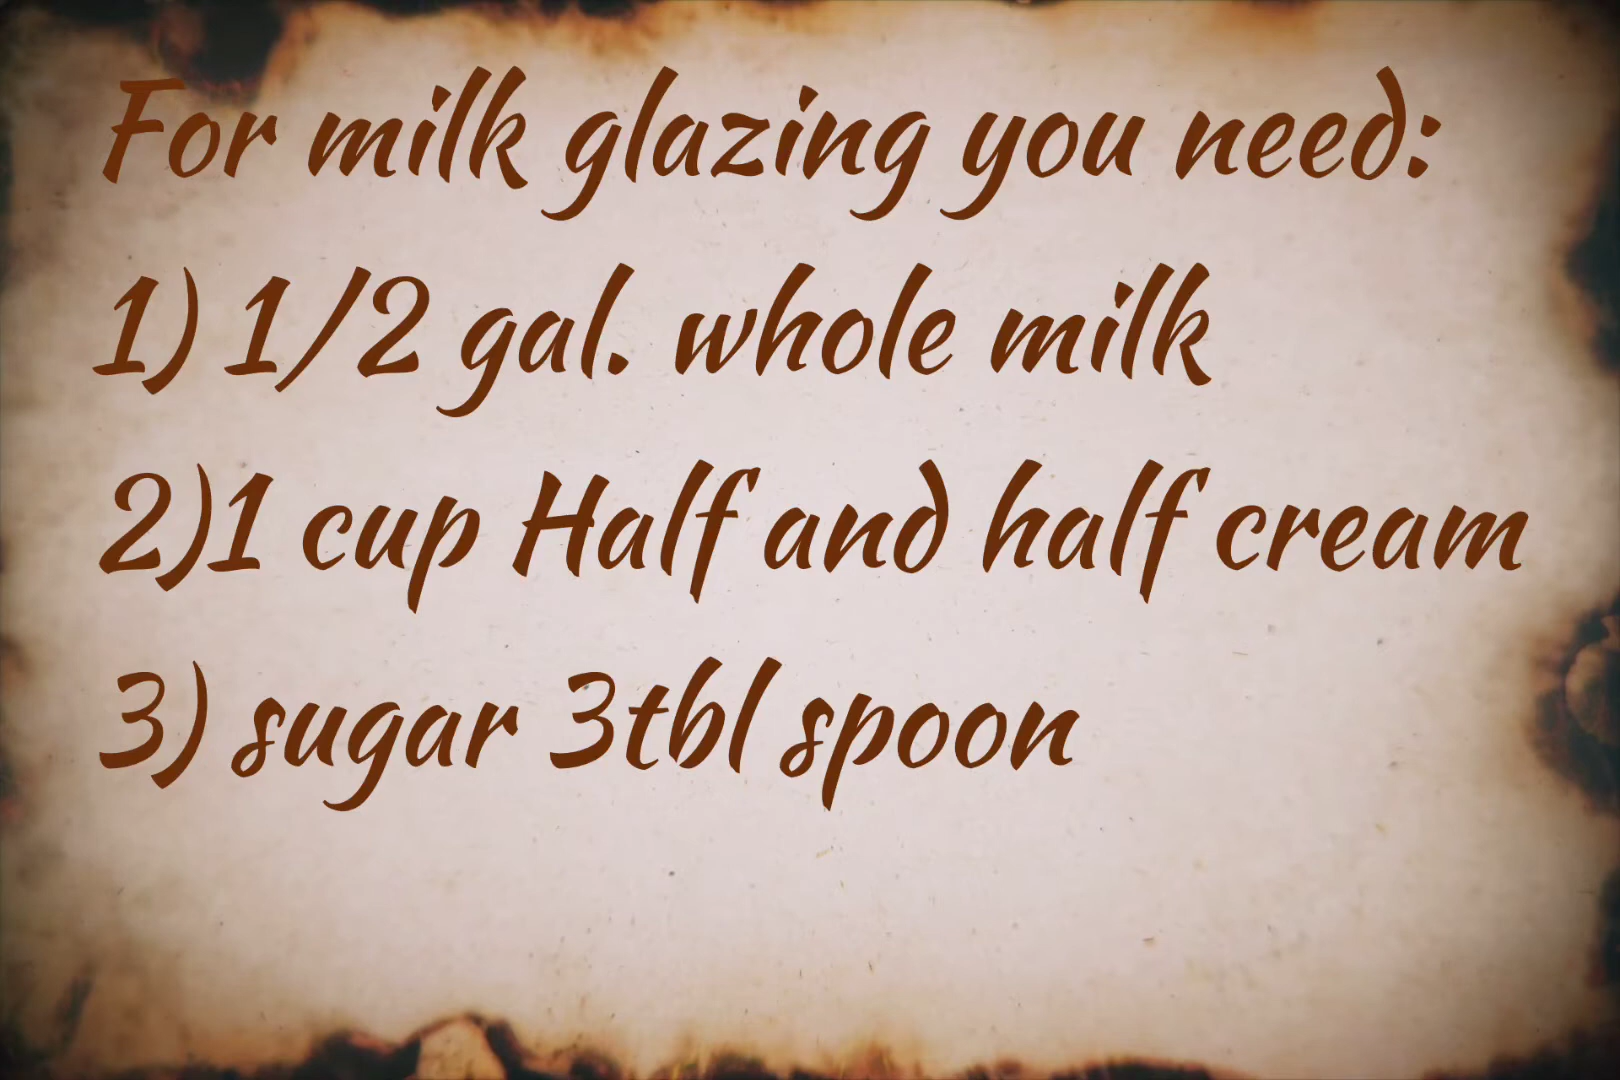 For milk glazing you need:
1) 1/2 gal. whole milk
2)1 cup Half and half cream
3) sugar 3tbl spoon